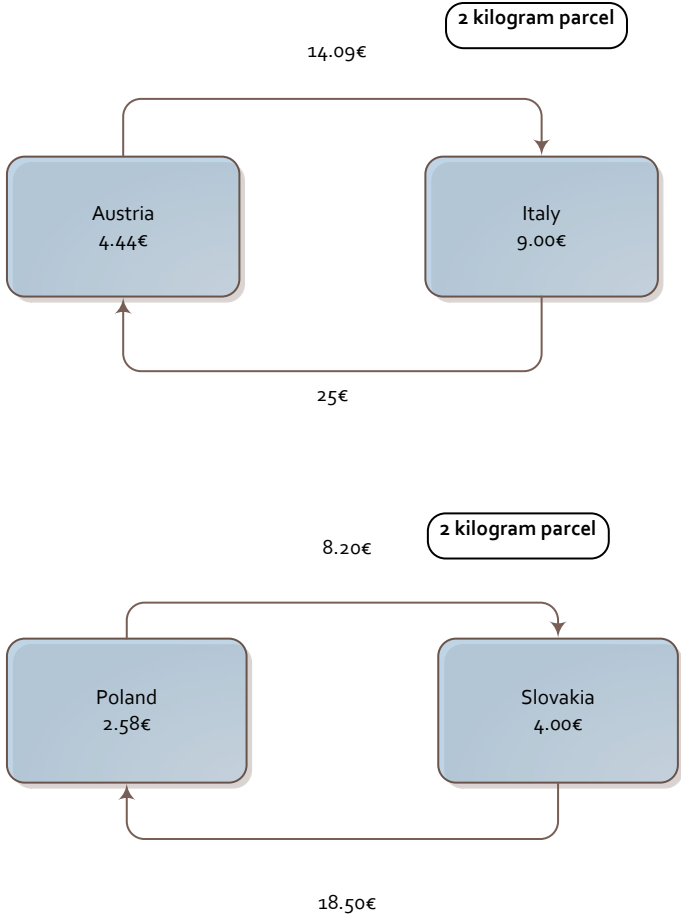 2 kilogram parcel
14.09€
Austria
4.44€
Italy
9.00€
25€
2 kilogram parcel
8.20€
Poland
2.58€
Slovakia
4.00€
18.50€